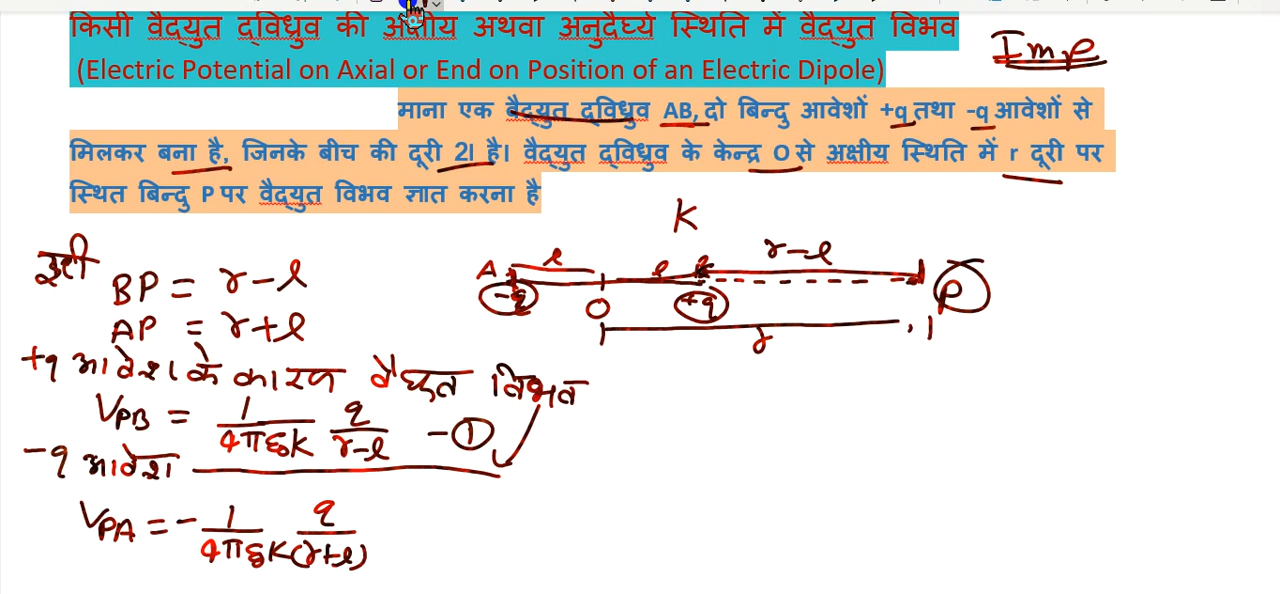 किसी वैद्युत द्विध्रुव की अक्षीय अथवा अनुदैर्घ्य स्थिति में वैद्युत विभव
(Electric Potential on Axial or End on Position of an Electric Dipole)
Imp
माना एक वैद्युत द्विध्रुव AB, दो बिन्दु आवेशों +q तथा -q आवेशों से
मिलकर बना है, जिनके बीच की दूरी 2l है। वैद्युत द्विध्रुव के केन्द्र O से अक्षीय स्थिति में r दूरी पर
स्थित बिन्दु P पर वैद्युत विभव ज्ञात करना है
K
r-l
A l l
-q O +q P
r
BP = r-l
AP = r+l
+q आवेश के कारण वैद्युत विभव
VPB = 1/4πε₀K q/r-l -①
-q आवेश
VPA = - 1/4πε₀K q/(r+l)